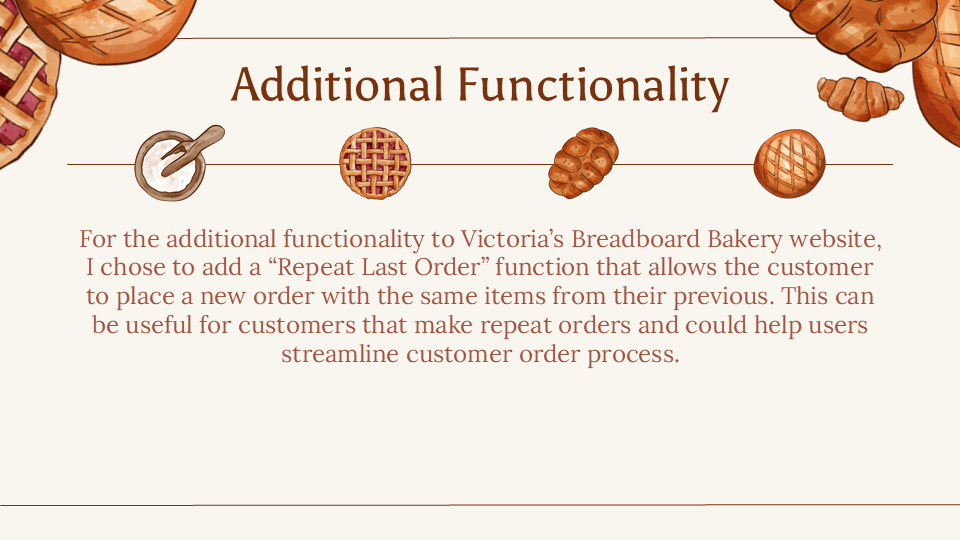 Additional Functionality
For the additional functionality to Victoria’s Breadboard Bakery website,
I chose to add a “Repeat Last Order” function that allows the customer
to place a new order with the same items from their previous. This can
be useful for customers that make repeat orders and could help users
streamline customer order process.